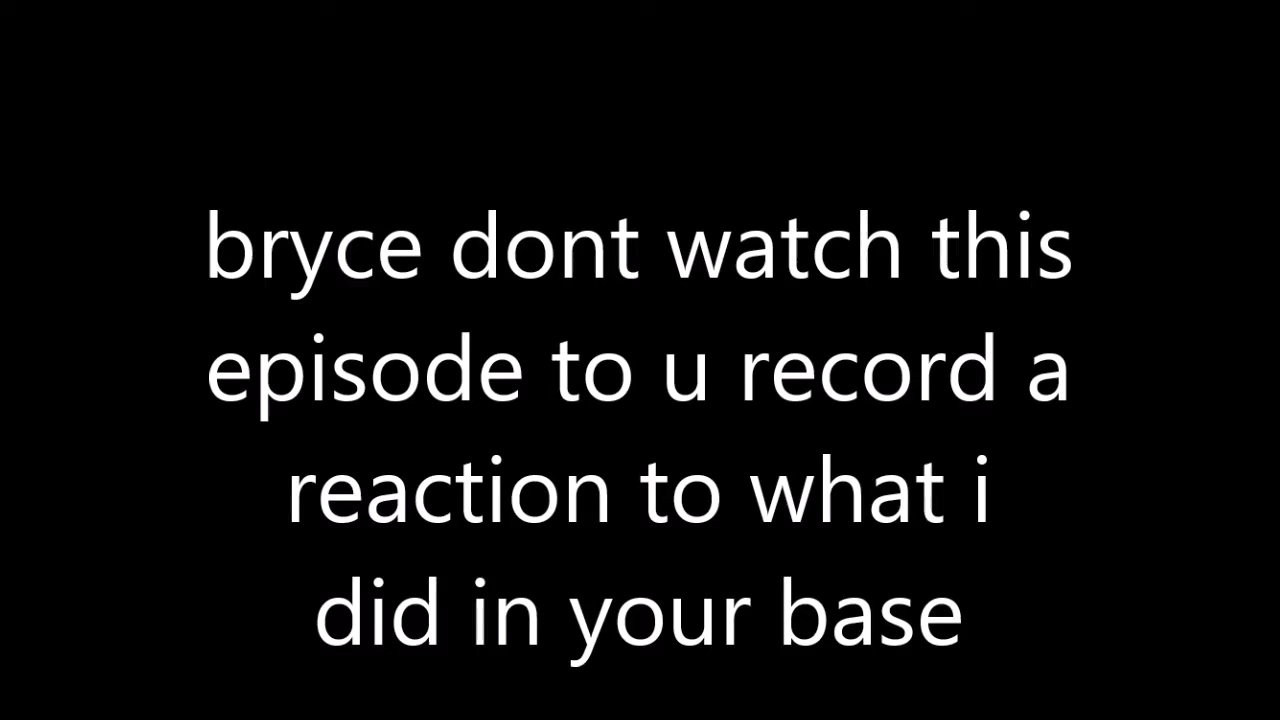 bryce dont watch this
episode to u record a
reaction to what i
did in your base